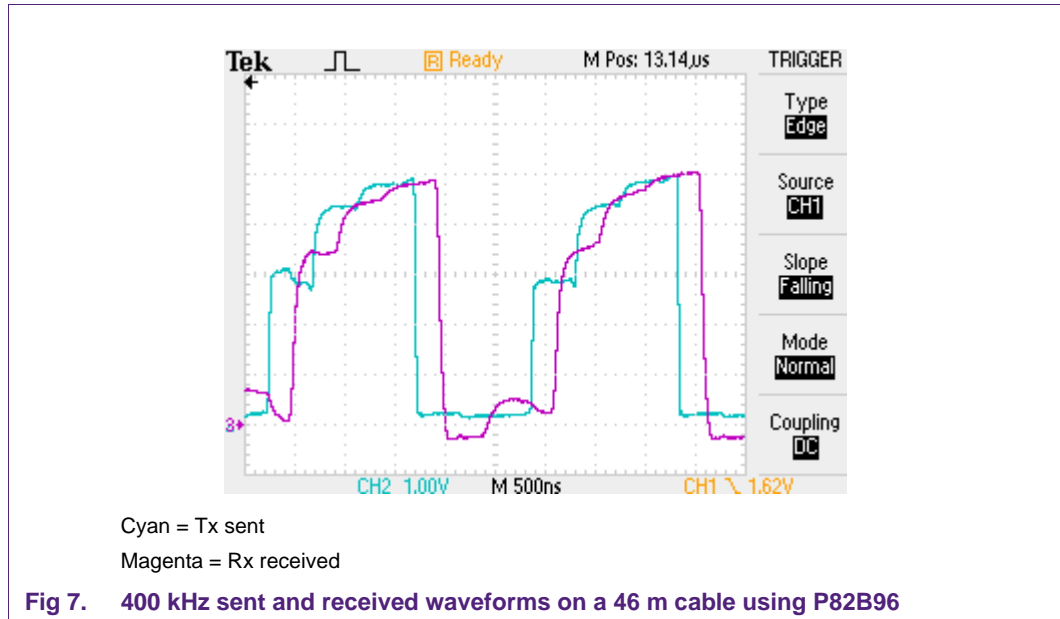 Tek R Ready M Pos: 13.14µs TRIGGER
Type
Edge
Source
CH1
Slope
Falling
Mode
Normal
3
Coupling
DC
CH2 1.00V M 500ns CH1 1.62V
Cyan = Tx sent
Magenta = Rx received
Fig 7. 400 kHz sent and received waveforms on a 46 m cable using P82B96